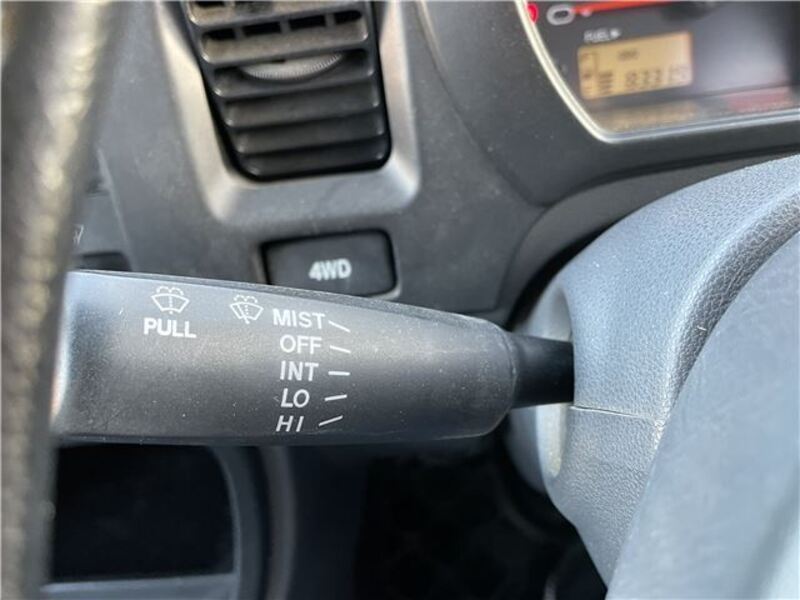 FUEL
4WD
PULL
MIST
OFF
INT
LO
HI